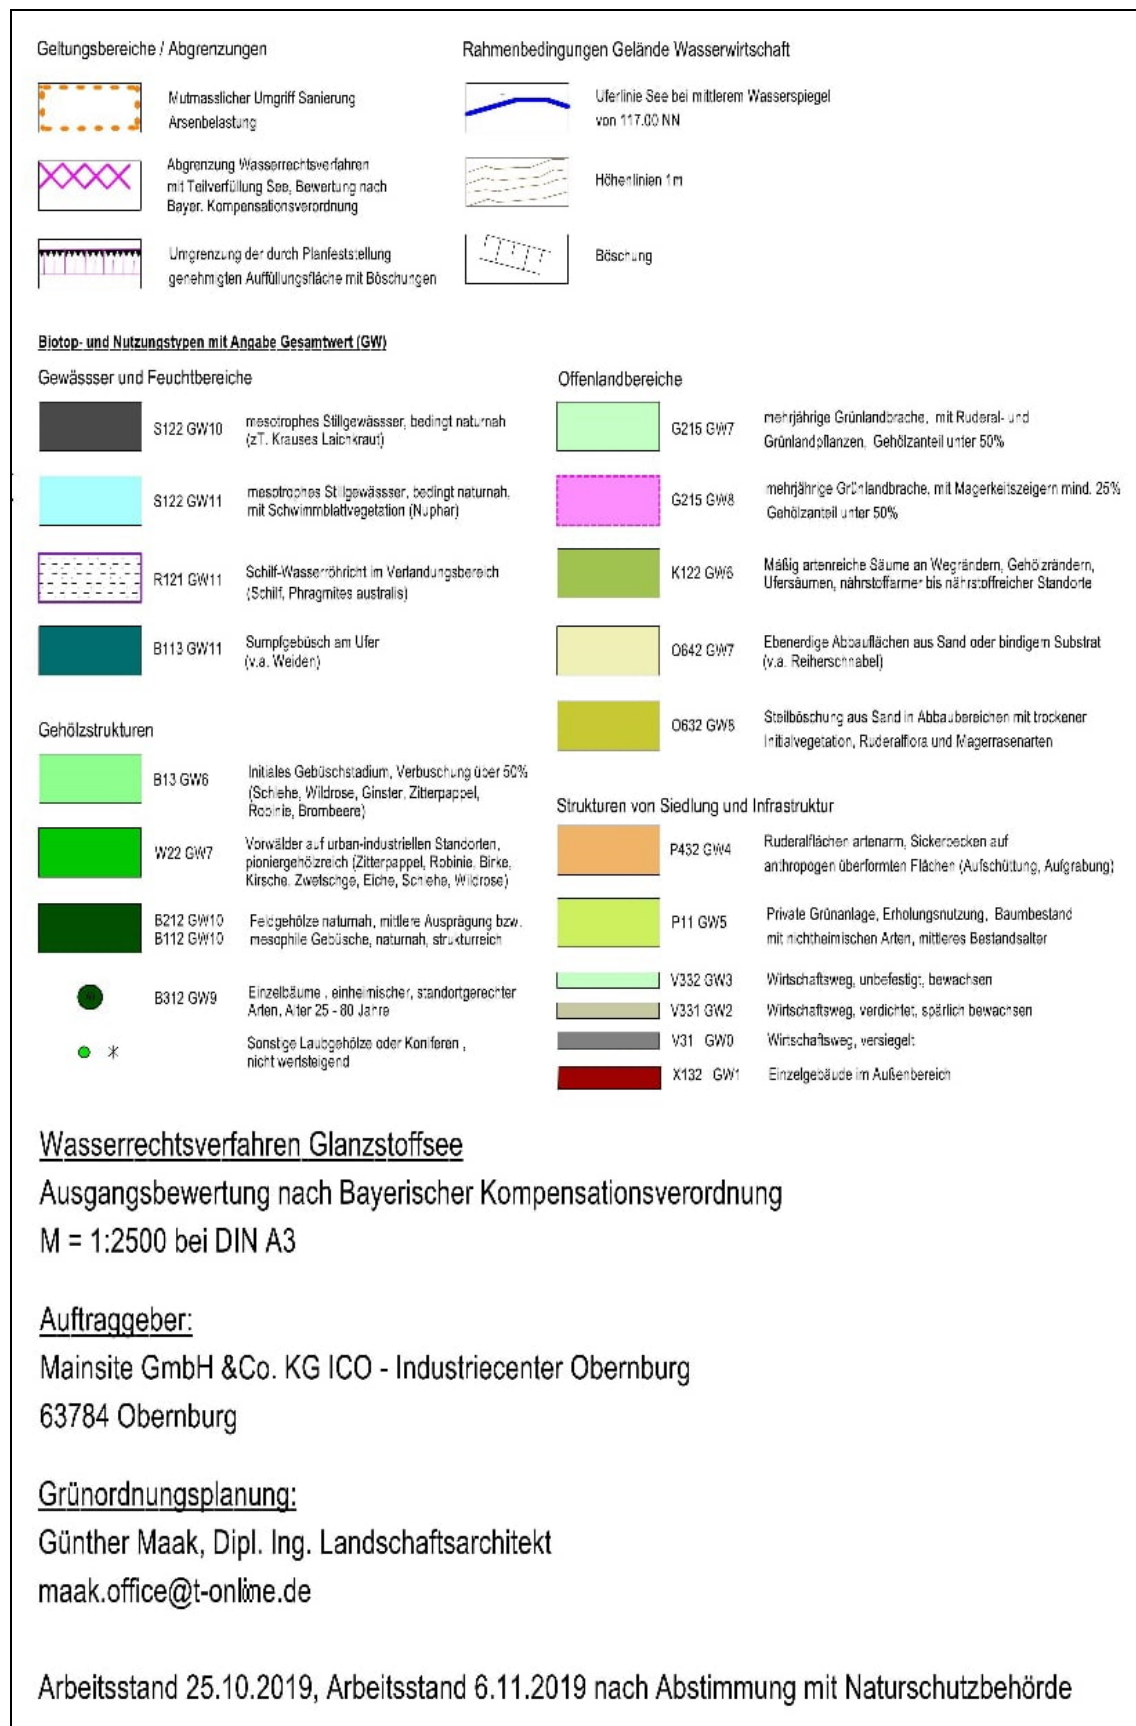 Geltungsbereiche / Abgrenzungen
Mutmasslicher Umgriff Sanierung
Arsenbelastung
Abgrenzung Wasserrechtsverfahren
mit Teilverfüllung See, Bewertung nach
Bayer. Kompensationsverordnung
Umgrenzung der durch Planfeststellung
genehmigten Auffüllungsfläche mit Böschungen
Rahmenbedingungen Gelände Wasserwirtschaft
Uferlinie See bei mittlerem Wasserspiegel
von 117.00 NN
Höhenlinien 1m
Böschung
Biotop- und Nutzungstypen mit Angabe Gesamtwert (GW)
Gewässser und Feuchtbereiche
S122 GW10
mesotrophes Stillgewässser, bedingt naturnah
(zT. Krauses Laichkraut)
S122 GW11
mesotrophes Stillgewässser, bedingt naturnah,
mit Schwimmblattvegetation (Nuphar)
R121 GW11
Schilf-Wasserröhricht im Verlandungsbereich
(Schilf, Phragmites australis)
B113 GW11
Sumpfgebüsch am Ufer
(v.a. Weiden)
Gehölzstrukturen
B13 GW6
Initiales Gebüschstadium, Verbuschung über 50%
(Schlehe, Wildrose, Ginster, Zitterpappel,
Robinie, Brombeere)
W22 GW7
Vorwälder auf urban-industriellen Standorten,
pioniergehölzreich (Zitterpappel, Robinie, Birke,
Kirsche, Zwetschge, Eiche, Schlehe, Wildrose)
B212 GW10
B112 GW10
Feldgehölze naturnah, mittlere Ausprägung bzw.
mesophile Gebüsche, naturnah, strukturreich
B312 GW9
Einzelbäume , einheimischer, standortgerechter
Arten, Alter 25 - 80 Jahre
Sonstige Laubgehölze oder Koniferen ,
nicht wertsteigend
Offenlandbereiche
G215 GW7
mehrjährige Grünlandbrache, mit Ruderal- und
Grünlandpflanzen, Gehölzanteil unter 50%
G215 GW8
mehrjährige Grünlandbrache, mit Magerkeitszeigern mind. 25%
Gehölzanteil unter 50%
K122 GW6
Mäßig artenreiche Säume an Wegrändern, Gehölzrändern,
Ufersäumen, nährstoffarmer bis nährstoffreicher Standorte
O642 GW7
Ebenerdige Abbauflächen aus Sand oder bindigem Substrat
(v.a. Reiherschnabel)
O632 GW8
Steilböschung aus Sand in Abbaubereichen mit trockener
Initialvegetation, Ruderalflora und Magerrasenarten
Strukturen von Siedlung und Infrastruktur
P432 GW4
Ruderalflächen artenarm, Sickerbecken auf
anthropogen überformten Flächen (Aufschüttung, Aufgrabung)
P11 GW5
Private Grünanlage, Erholungsnutzung, Baumbestand
mit nichtheimischen Arten, mittleres Bestandsalter
V332 GW3
Wirtschaftsweg, unbefestigt, bewachsen
V331 GW2
Wirtschaftsweg, verdichtet, spärlich bewachsen
V31 GW0
Wirtschaftsweg, versiegelt
X132 GW1
Einzelgebäude im Außenbereich
Wasserrechtsverfahren Glanzstoffsee
Ausgangsbewertung nach Bayerischer Kompensationsverordnung
M = 1:2500 bei DIN A3
Auftraggeber:
Mainsite GmbH &Co. KG ICO - Industriecenter Obernburg
63784 Obernburg
Grünordnungsplanung:
Günther Maak, Dipl. Ing. Landschaftsarchitekt
maak.office@t-online.de
Arbeitsstand 25.10.2019, Arbeitsstand 6.11.2019 nach Abstimmung mit Naturschutzbehörde